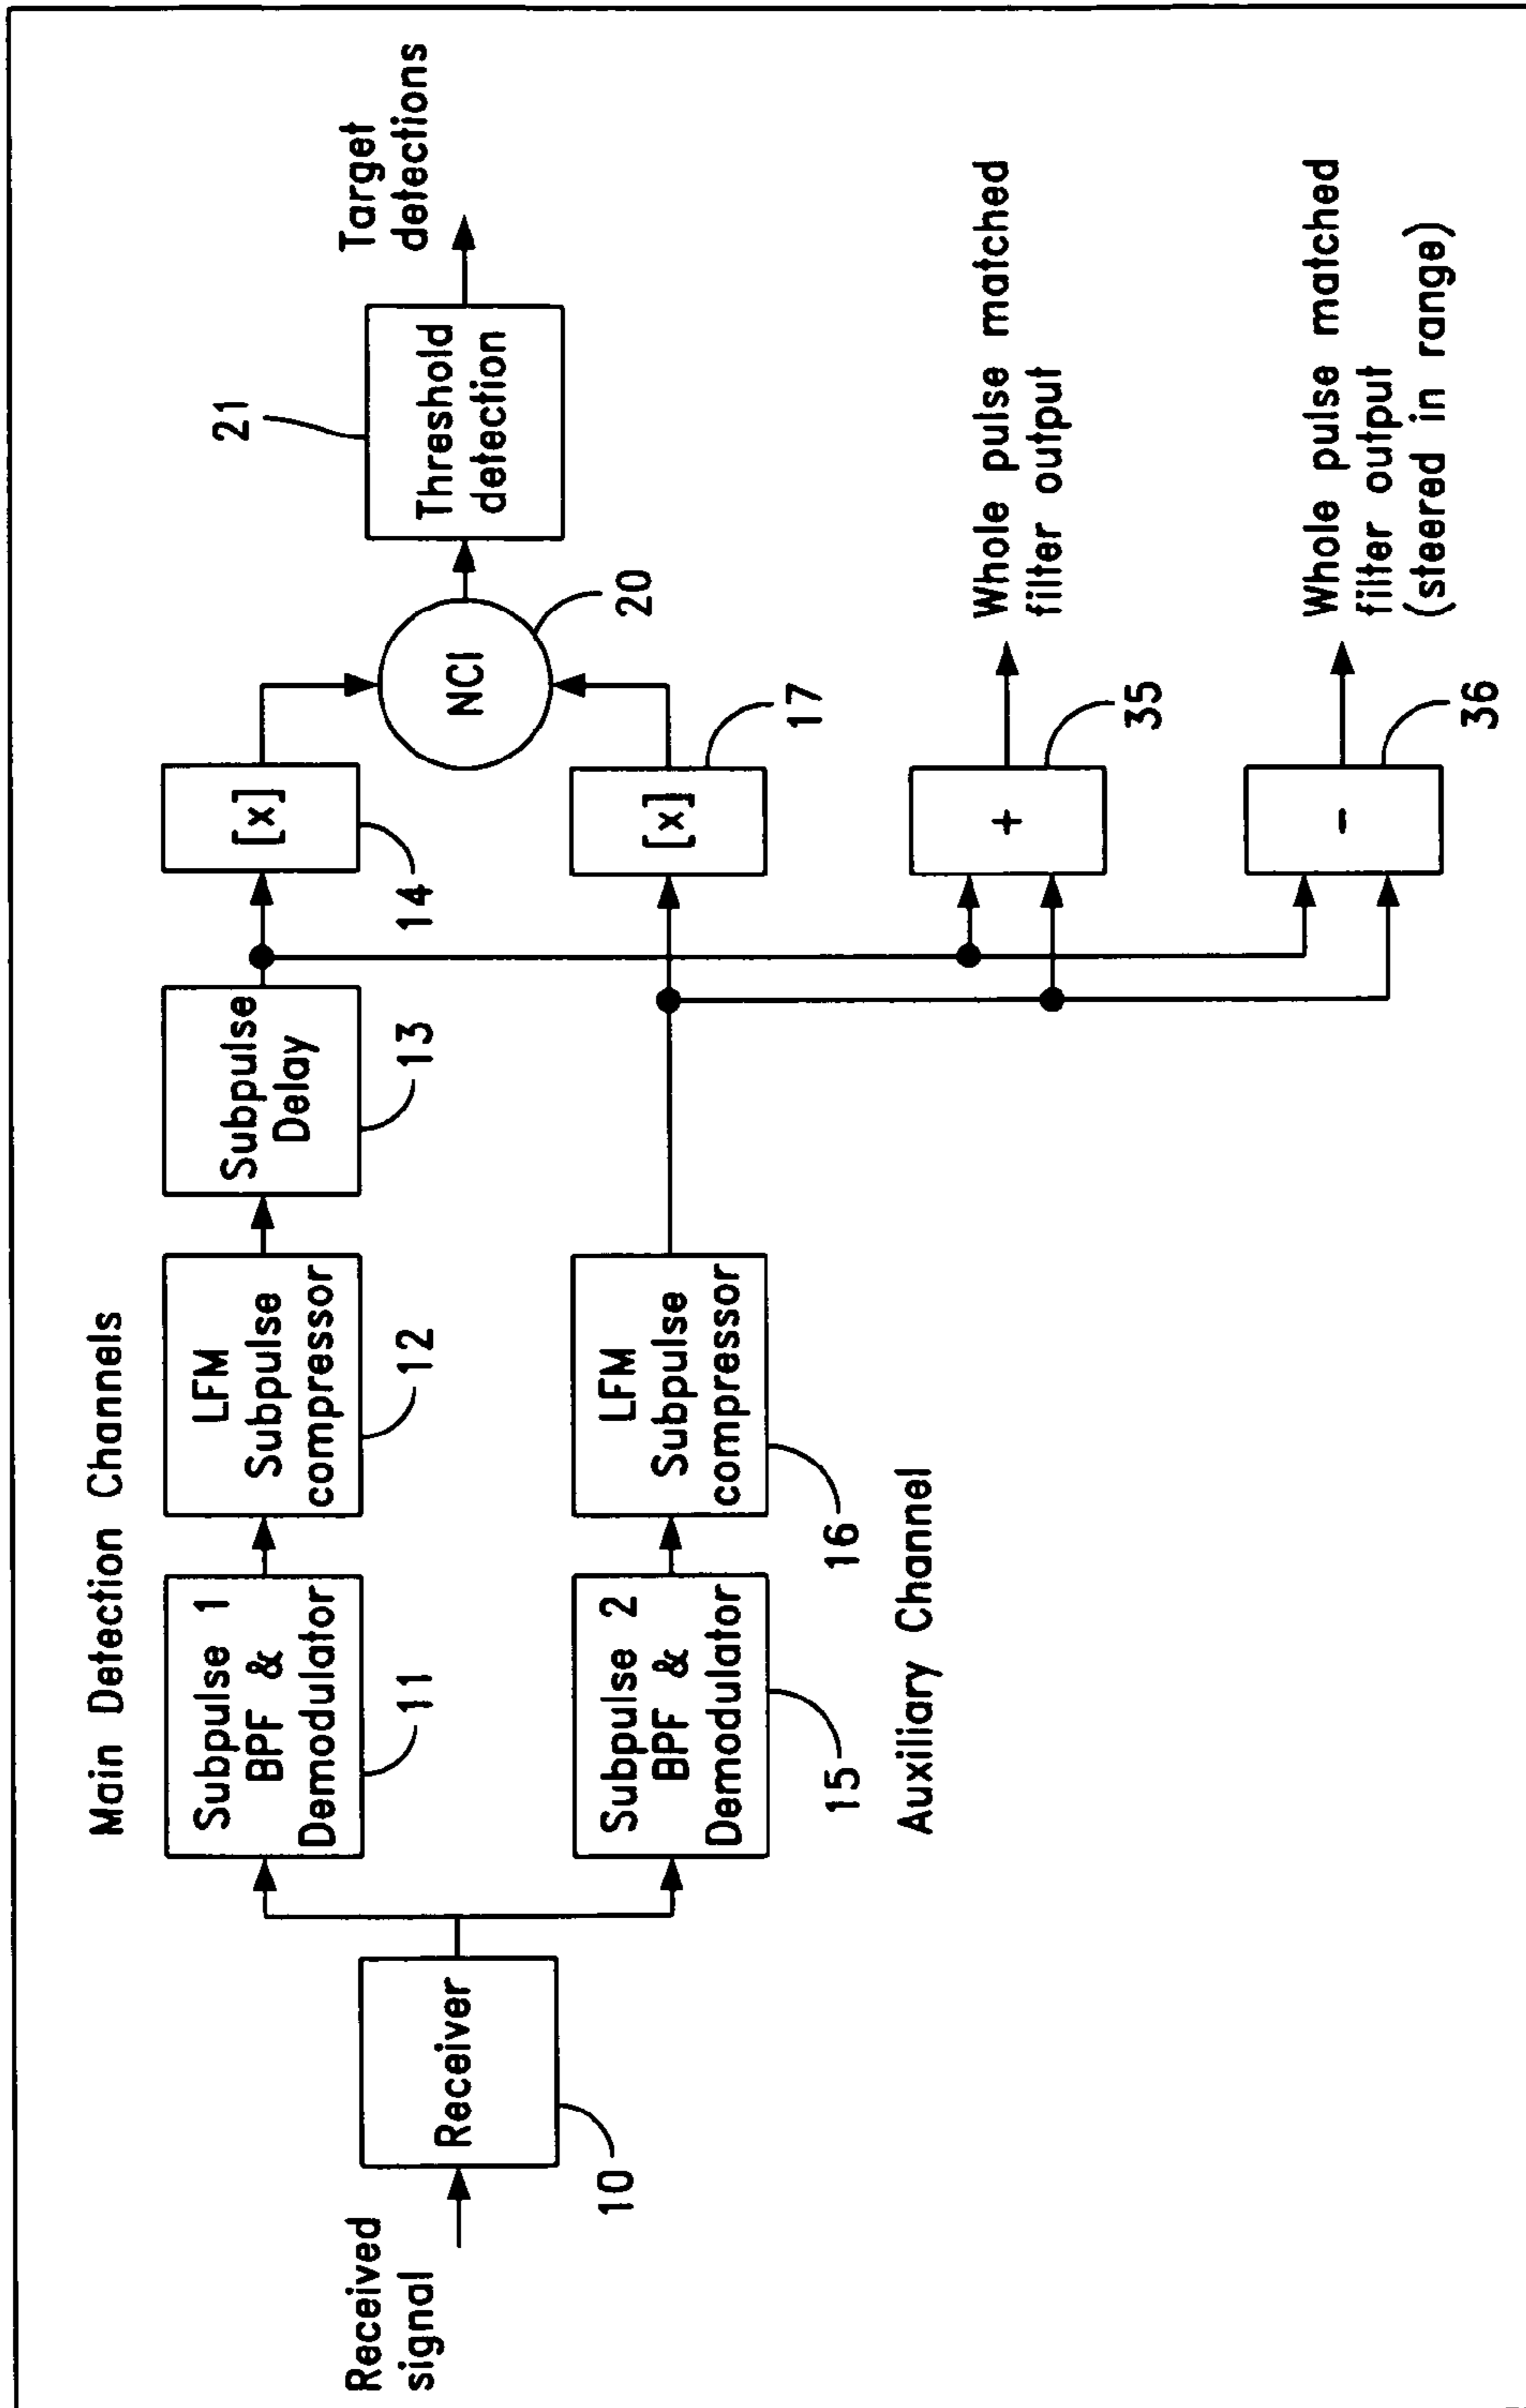 Main Detection Channels
Received
signal
Receiver
10
Subpulse 1
BPF &
Demodulator
11
LFM
Subpulse
compressor
12
Subpulse
Delay
13
[x]
14
NCI
20
Threshold
detection
21
Target
detections
Subpulse 2
BPF &
Demodulator
15
LFM
Subpulse
compressor
16
[x]
17
Auxiliary Channel
+
35
Whole pulse matched
filter output
-
36
Whole pulse matched
filter output
(steered in range)